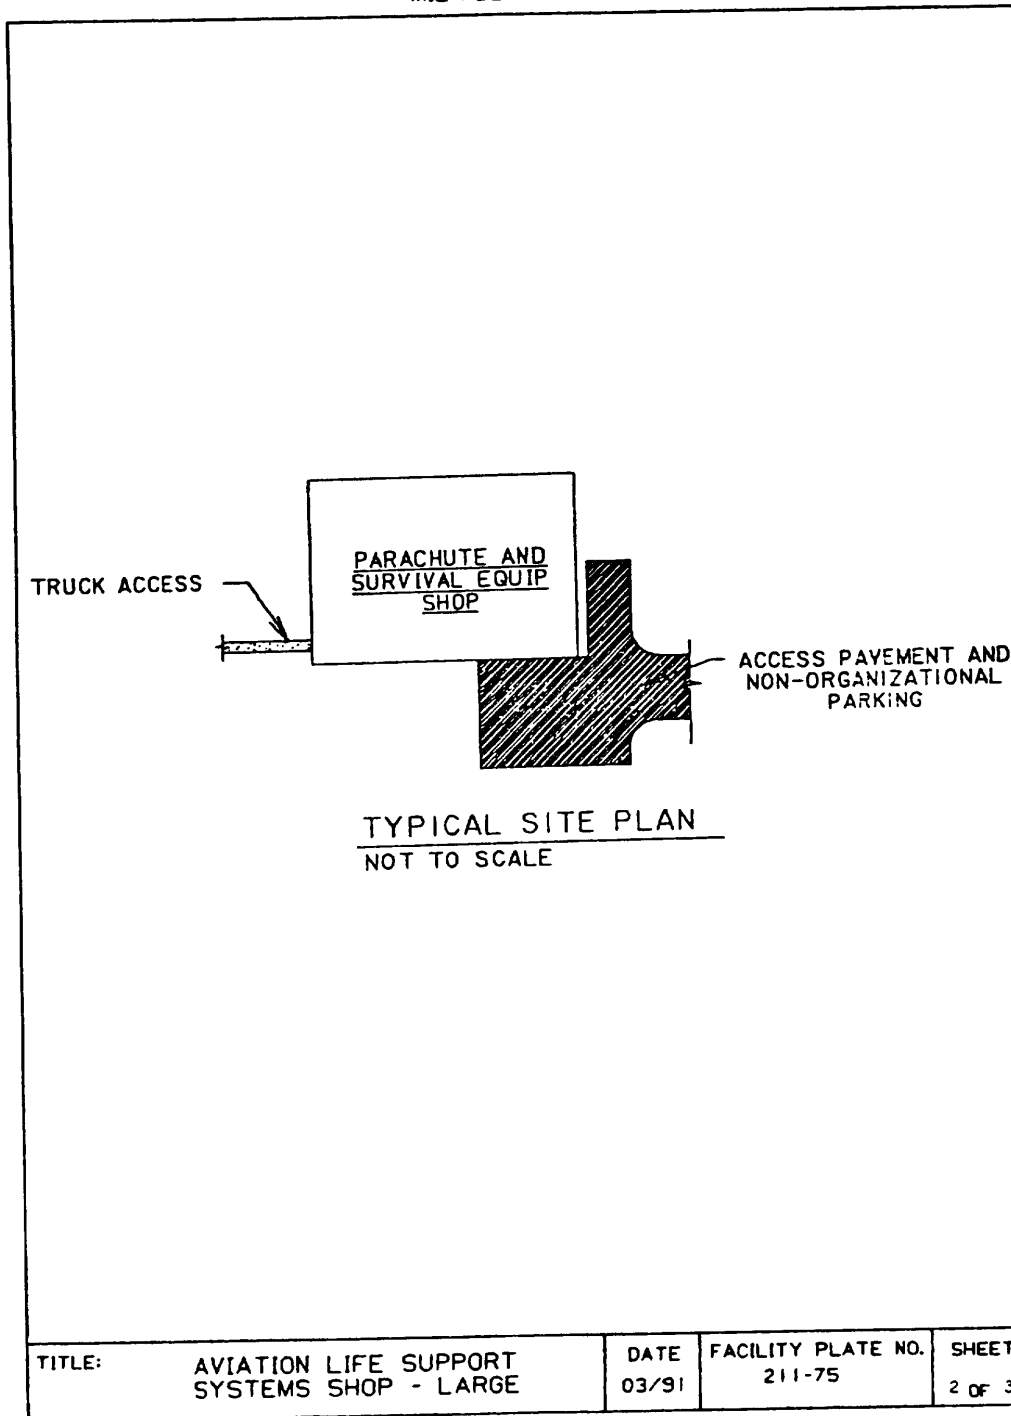 PARACHUTE AND
SURVIVAL EQUIP
SHOP
TRUCK ACCESS
ACCESS PAVEMENT AND
NON-ORGANIZATIONAL
PARKING
TYPICAL SITE PLAN
NOT TO SCALE
TITLE:
AVIATION LIFE SUPPORT
SYSTEMS SHOP - LARGE
DATE
03/91
FACILITY PLATE NO.
211-75
SHEET
2 OF 3